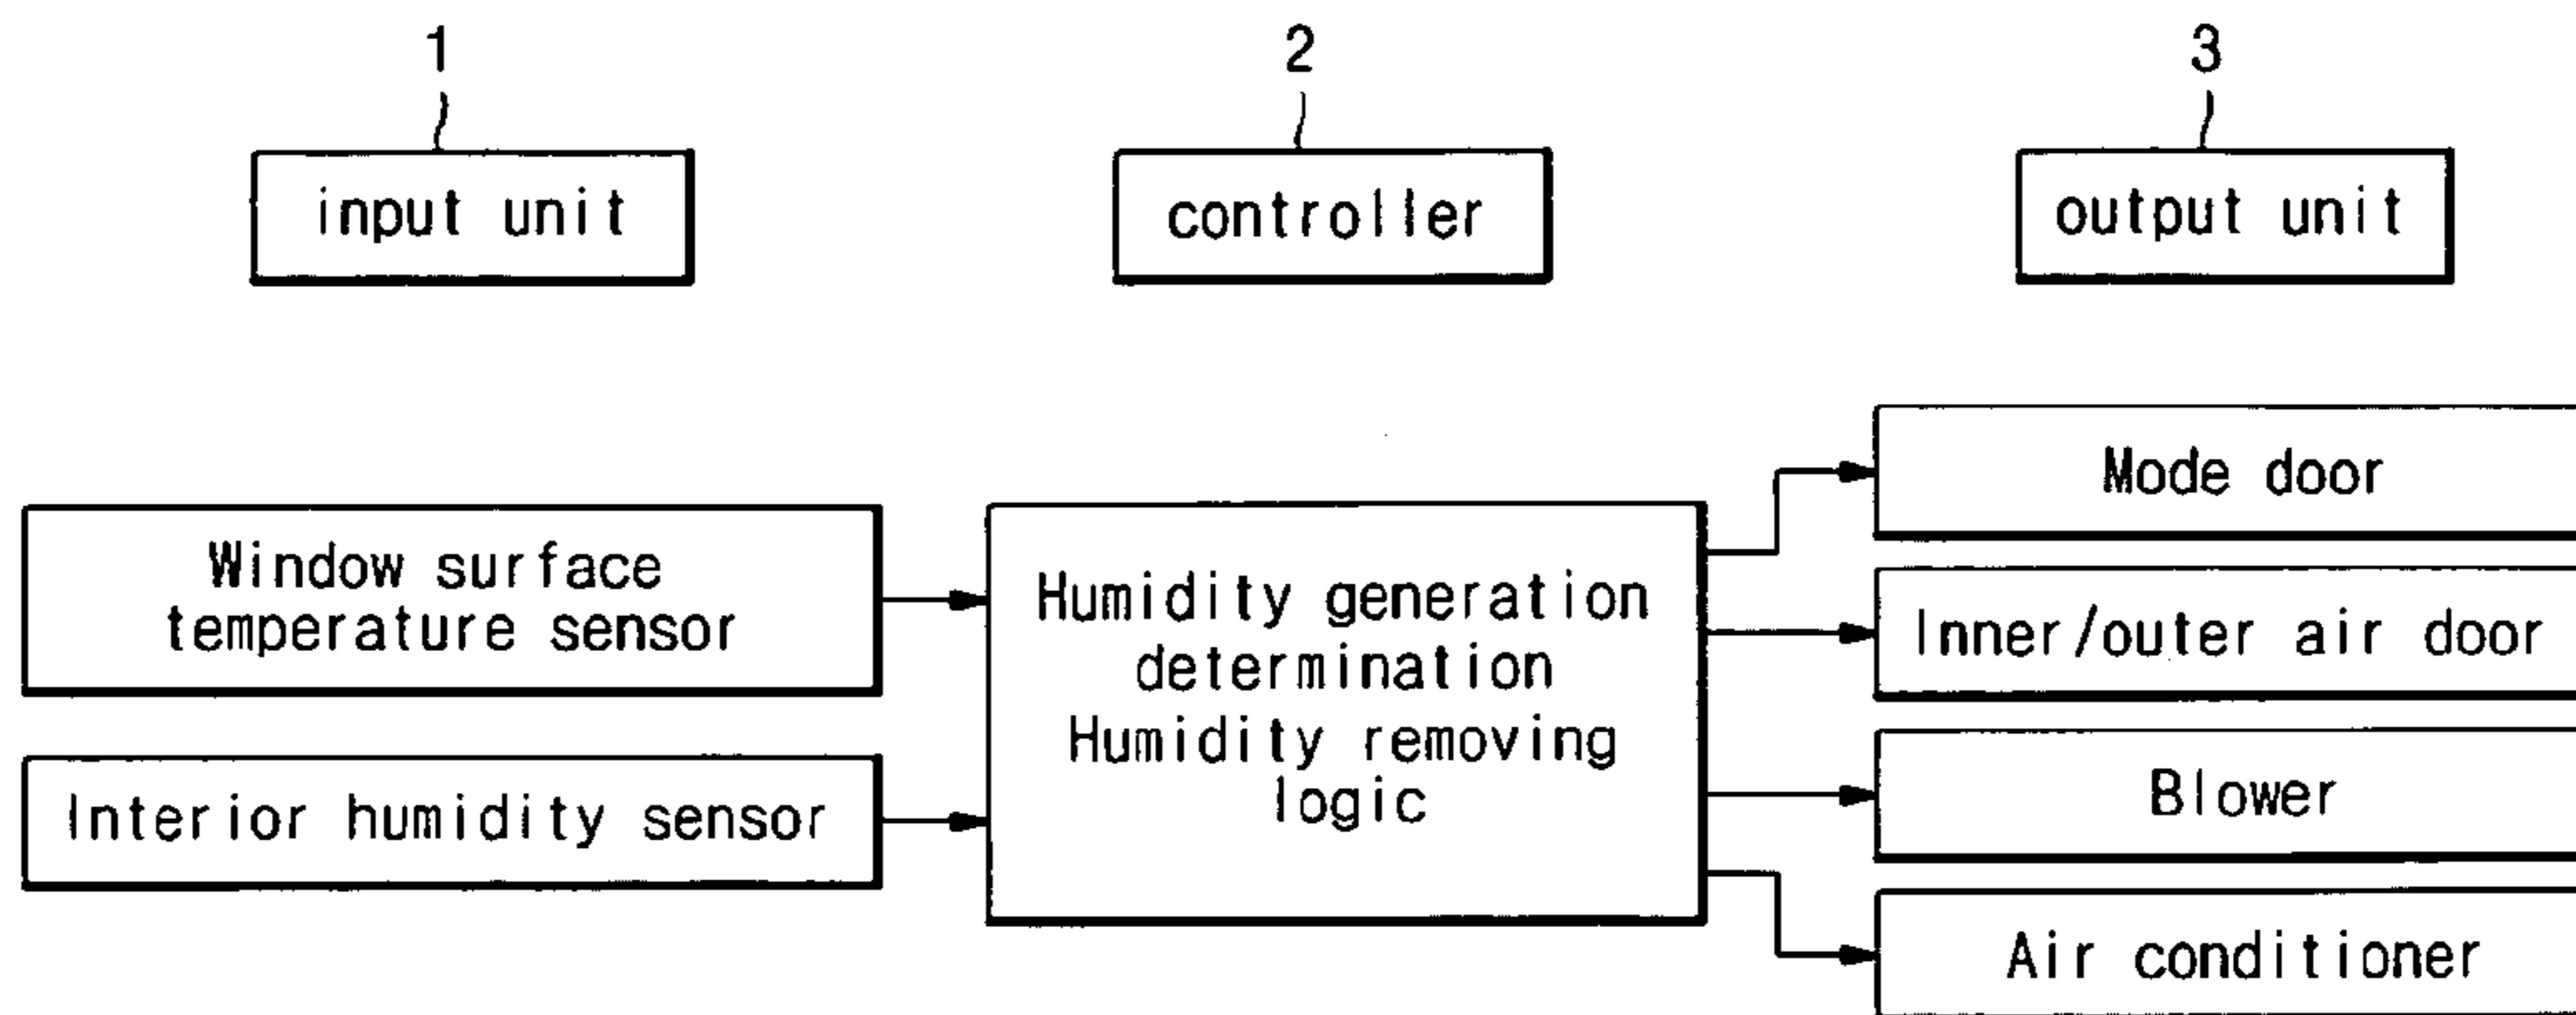 1
2
3
input unit
controller
output unit
Window surface
temperature sensor
Interior humidity sensor
Humidity generation
determination
Humidity removing
logic
Mode door
Inner/outer air door
Blower
Air conditioner